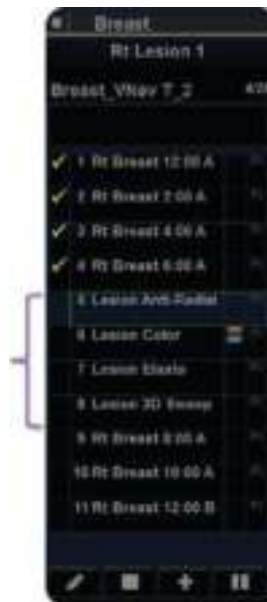 Breast
Rt Lesion 1
Breast_VNav T_2 4/20
1 Rt Breast 12:00 A
2 Rt Breast 2:00 A
3 Rt Breast 4:00 A
4 Rt Breast 6:00 A
5 Lesion Anti-Radial
6 Lesion Color
7 Lesion Elasto
8 Lesion 3D Sweep
9 Rt Breast 8:00 A
10 Rt Breast 10:00 A
11 Rt Breast 12:00 B